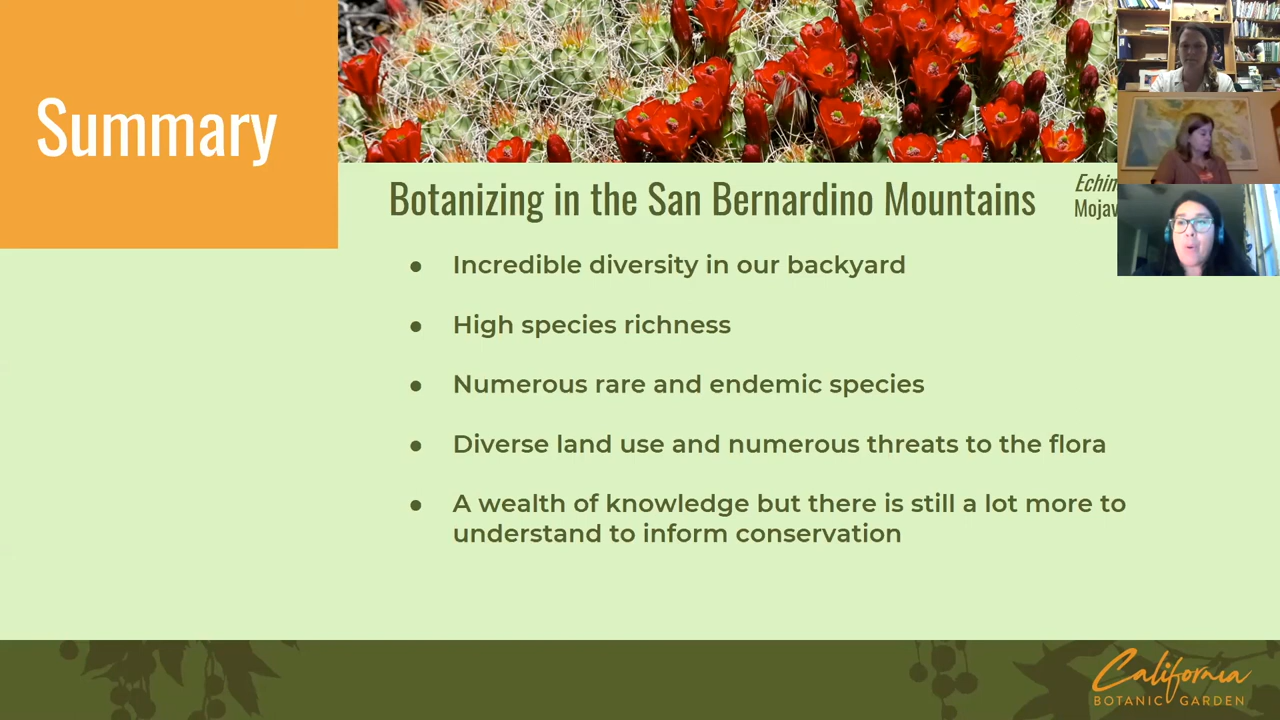 Summary
Botanizing in the San Bernardino Mountains
Echin
Mojav
● Incredible diversity in our backyard
● High species richness
● Numerous rare and endemic species
● Diverse land use and numerous threats to the flora
● A wealth of knowledge but there is still a lot more to
understand to inform conservation
California
BOTANIC GARDEN